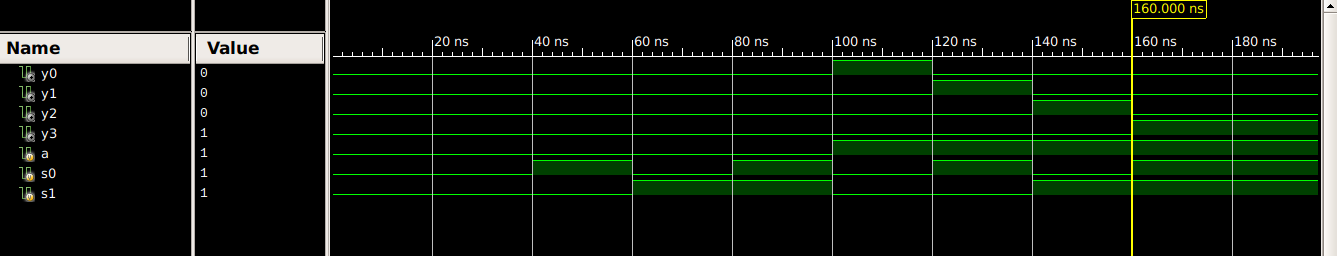 160.000 ns
Name Value
20 ns 40 ns 60 ns 80 ns 100 ns 120 ns 140 ns 160 ns 180 ns
y0 0
y1 0
y2 0
y3 1
a 1
s0 1
s1 1